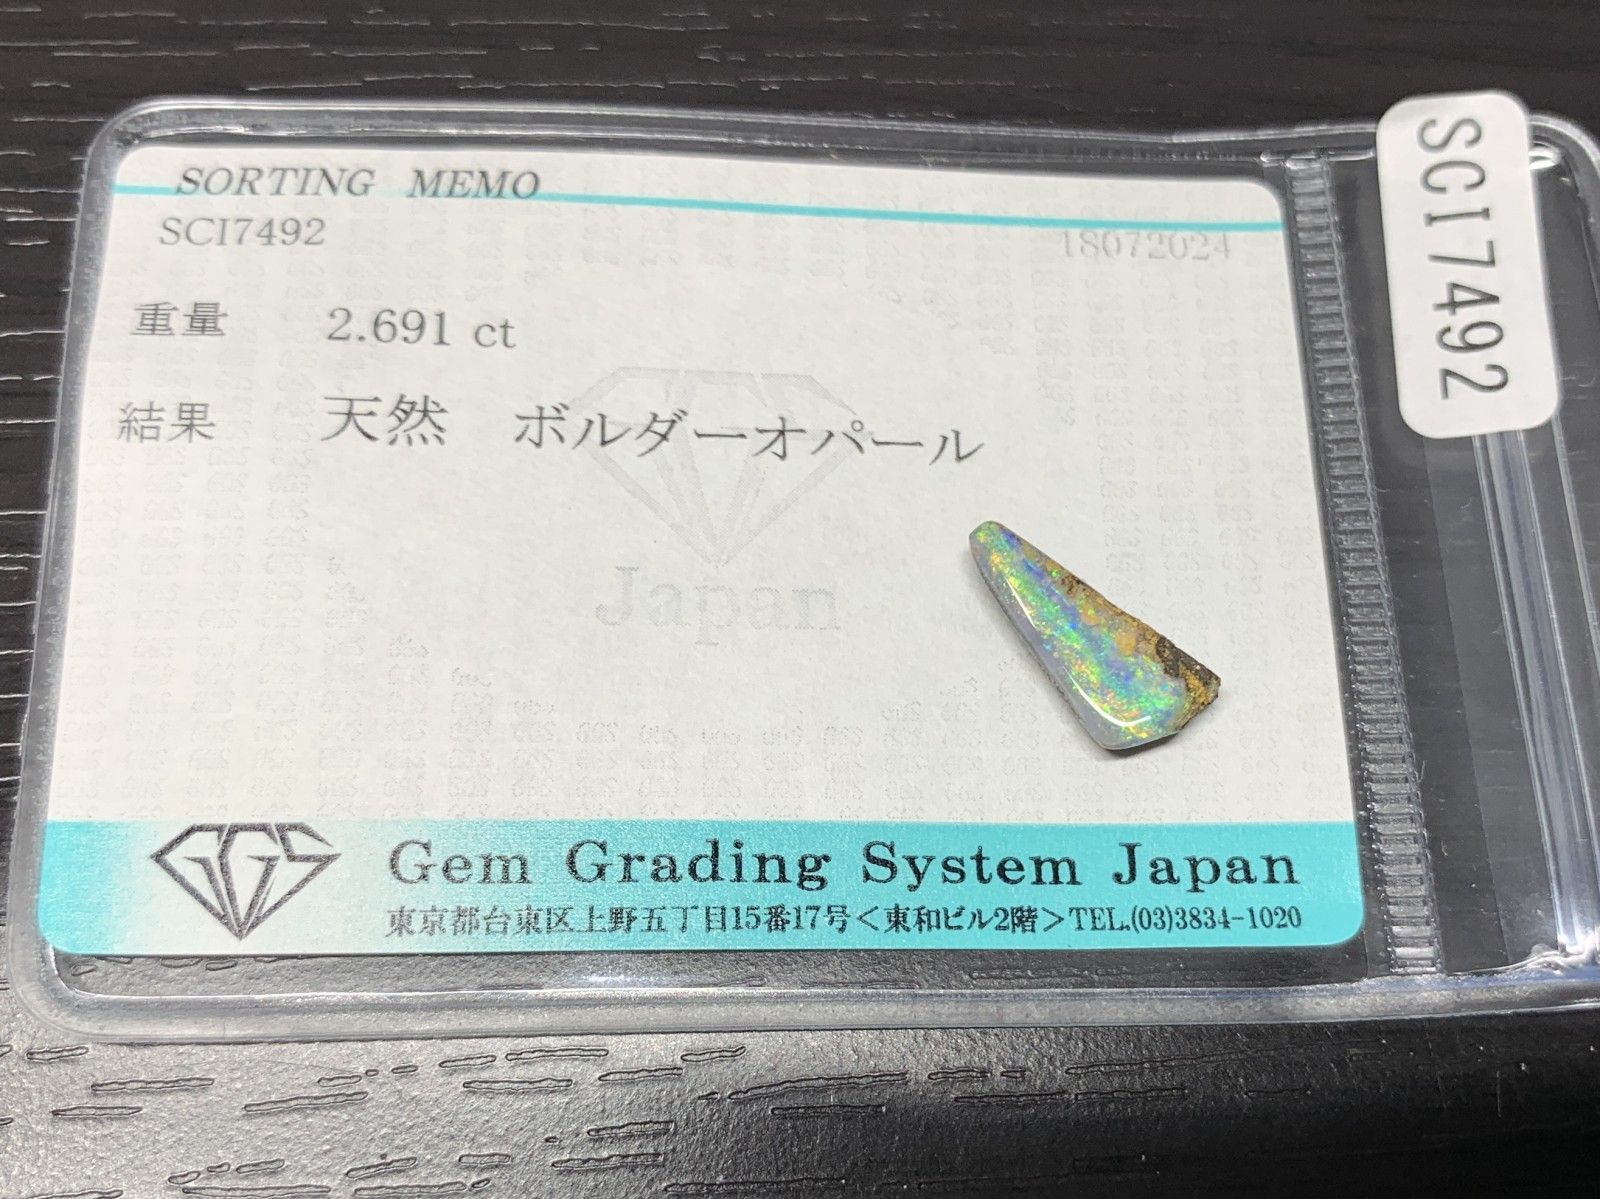 SORTING MEMO
SCI7492 18072024
重量 2.691 ct
結果 天然 ボルダーオパール
Japan
GGS Gem Grading System Japan
東京都台東区上野五丁目15番17号＜東和ビル2階＞TEL.(03)3834-1020
SCI7492